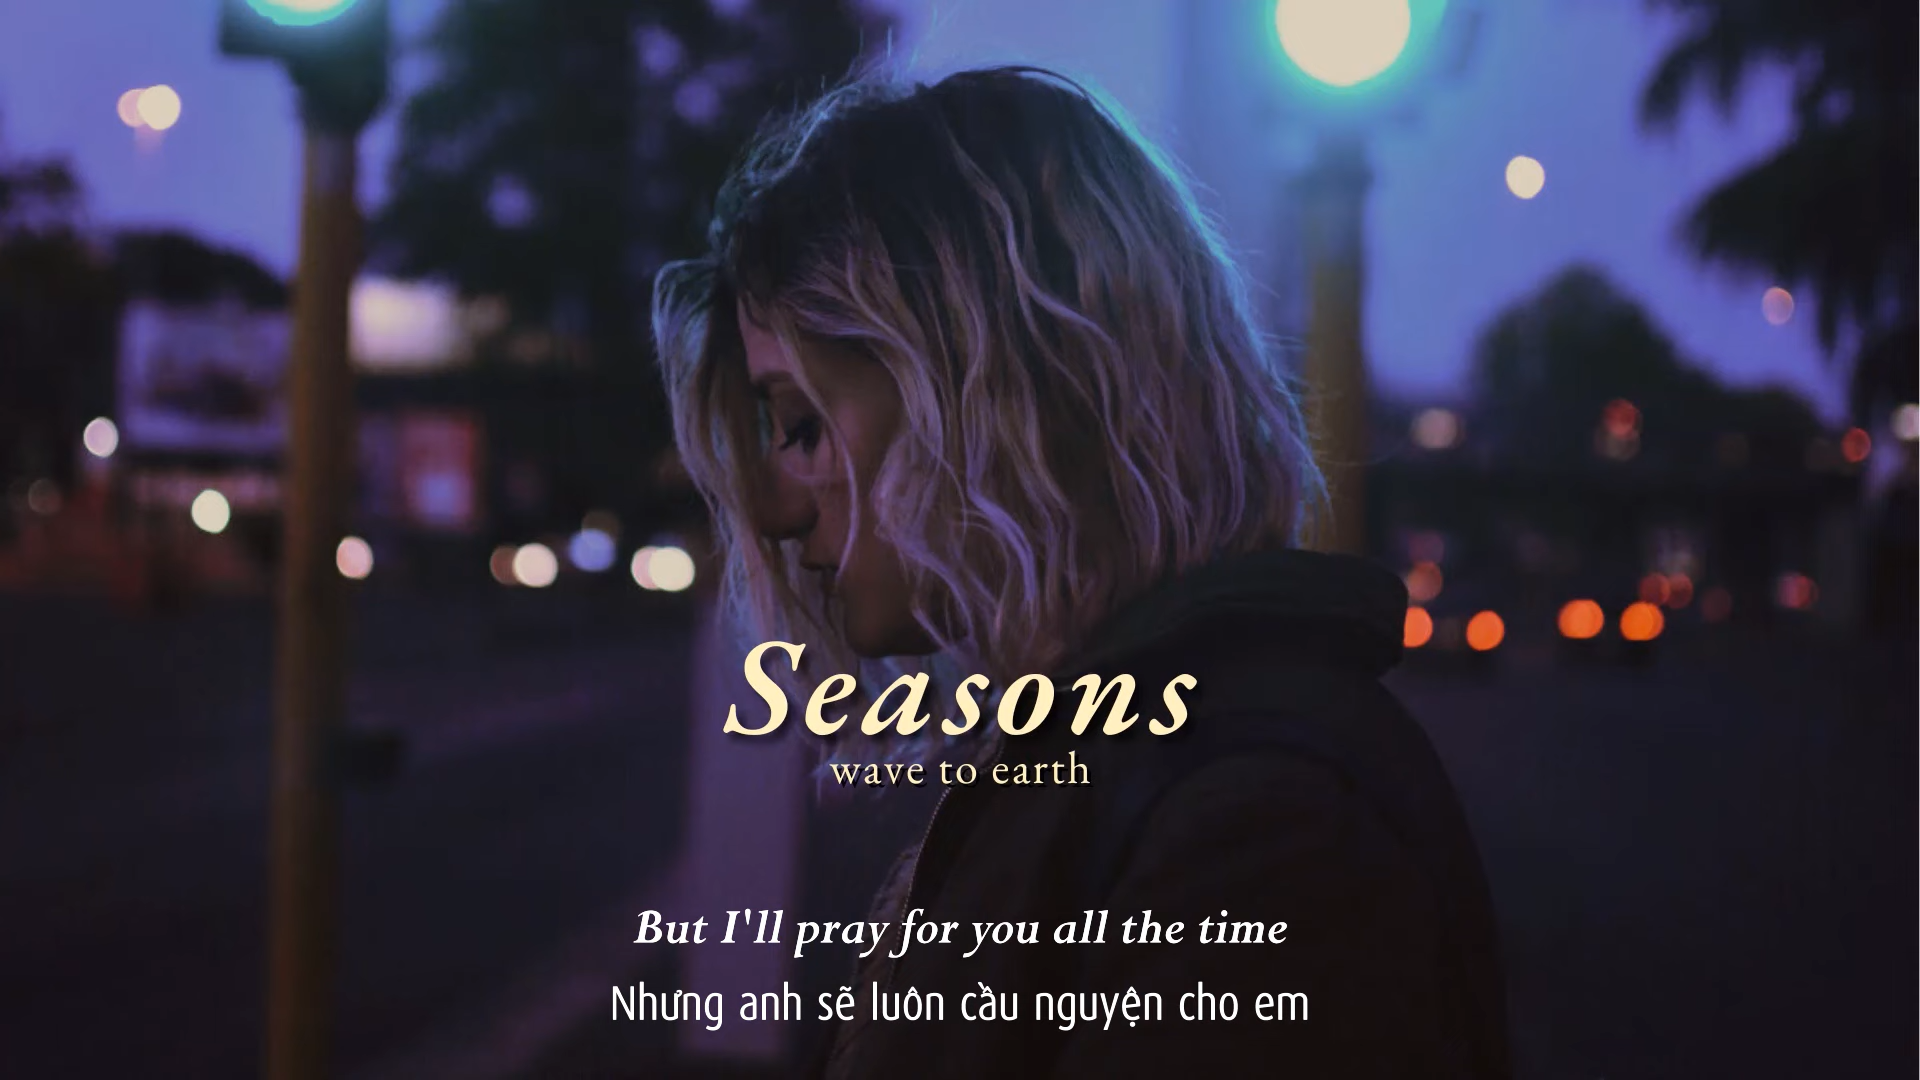 Seasons
wave to earth
But I'll pray for you all the time
Nhưng anh sẽ luôn cầu nguyện cho em